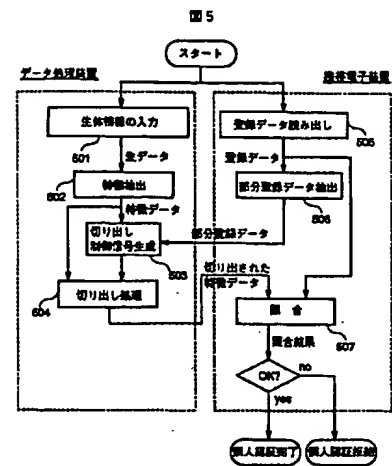 図5
スタート
データ処理装置
携帯電子装置
生体情報の入力
501
生データ
特徴抽出
502
特徴データ
切り出し
制御信号生成
503
切り出し処理
504
登録データ読み出し
505
登録データ
部分登録データ抽出
506
部分登録データ
切り出された
特徴データ
照合
507
照合結果
OK?
no
yes
個人認証完了
個人認証拒絶